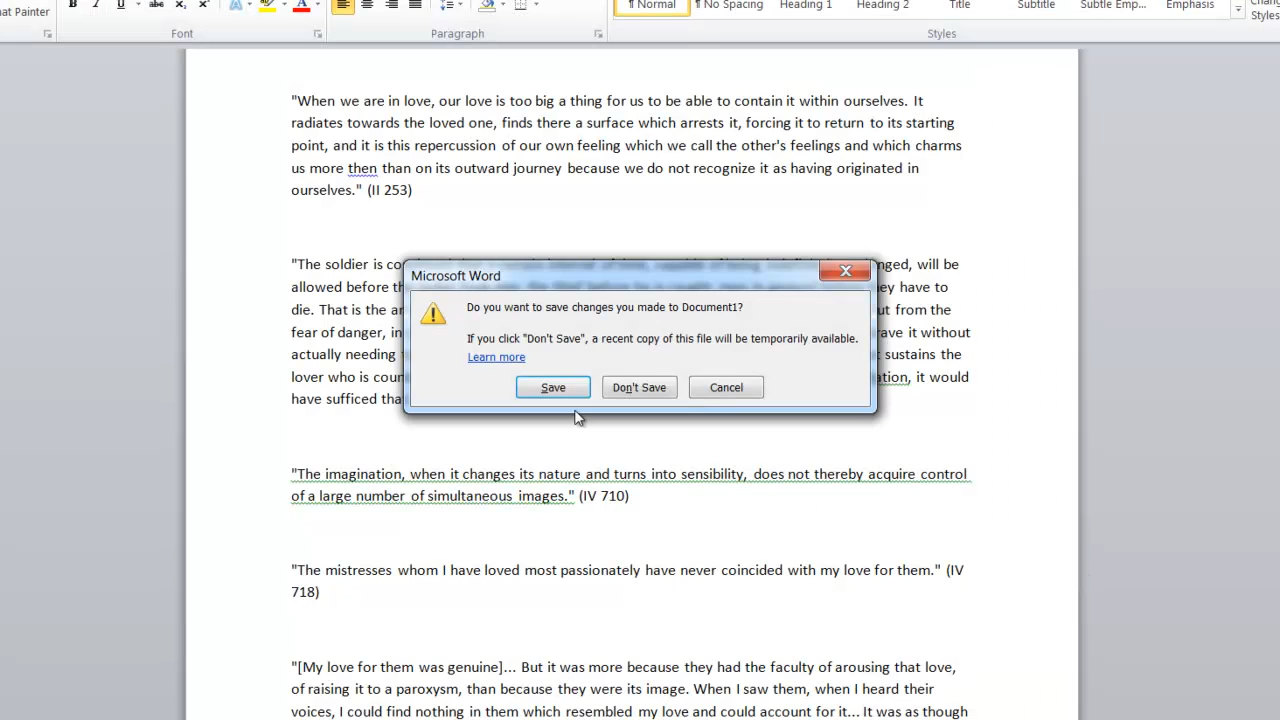 at Painter
B I U abe x₂ x² A A
Font
Paragraph
¶ Normal ¶ No Spacing Heading 1 Heading 2 Title Subtitle Subtle Emp... Emphasis
Styles
Styles
"When we are in love, our love is too big a thing for us to be able to contain it within ourselves. It
radiates towards the loved one, finds there a surface which arrests it, forcing it to return to its starting
point, and it is this repercussion of our own feeling which we call the other's feelings and which charms
us more then than on its outward journey because we do not recognize it as having originated in
ourselves." (II 253)
"The soldier is nged, will be
allowed before ey have to
die. That is the ut from the
fear of danger, rave it without
actually needing t sustains the
lover who is ation, it would
have sufficed tha
Microsoft Word
Do you want to save changes you made to Document1?
If you click "Don't Save", a recent copy of this file will be temporarily available.
Learn more
Save Don't Save Cancel
"The imagination, when it changes its nature and turns into sensibility, does not thereby acquire control
of a large number of simultaneous images." (IV 710)
"The mistresses whom I have loved most passionately have never coincided with my love for them." (IV
718)
"[My love for them was genuine]... But it was more because they had the faculty of arousing that love,
of raising it to a paroxysm, than because they were its image. When I saw them, when I heard their
voices, I could find nothing in them which resembled my love and could account for it... It was as though